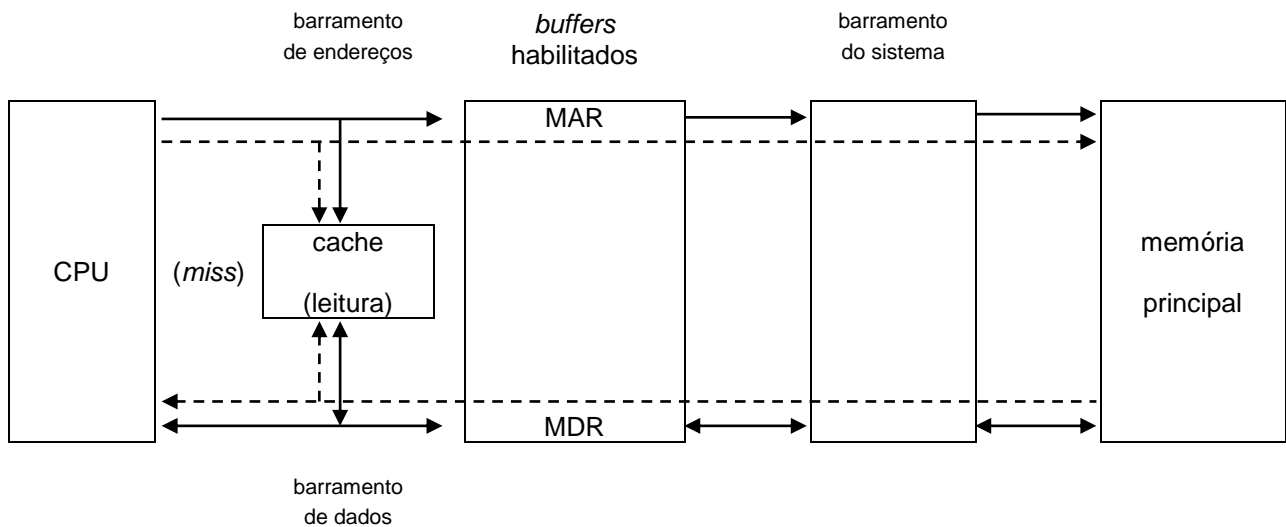 barramento
de endereços
buffers
habilitados
barramento
do sistema
MAR
CPU
(miss)
cache
(leitura)
memória
principal
MDR
barramento
de dados